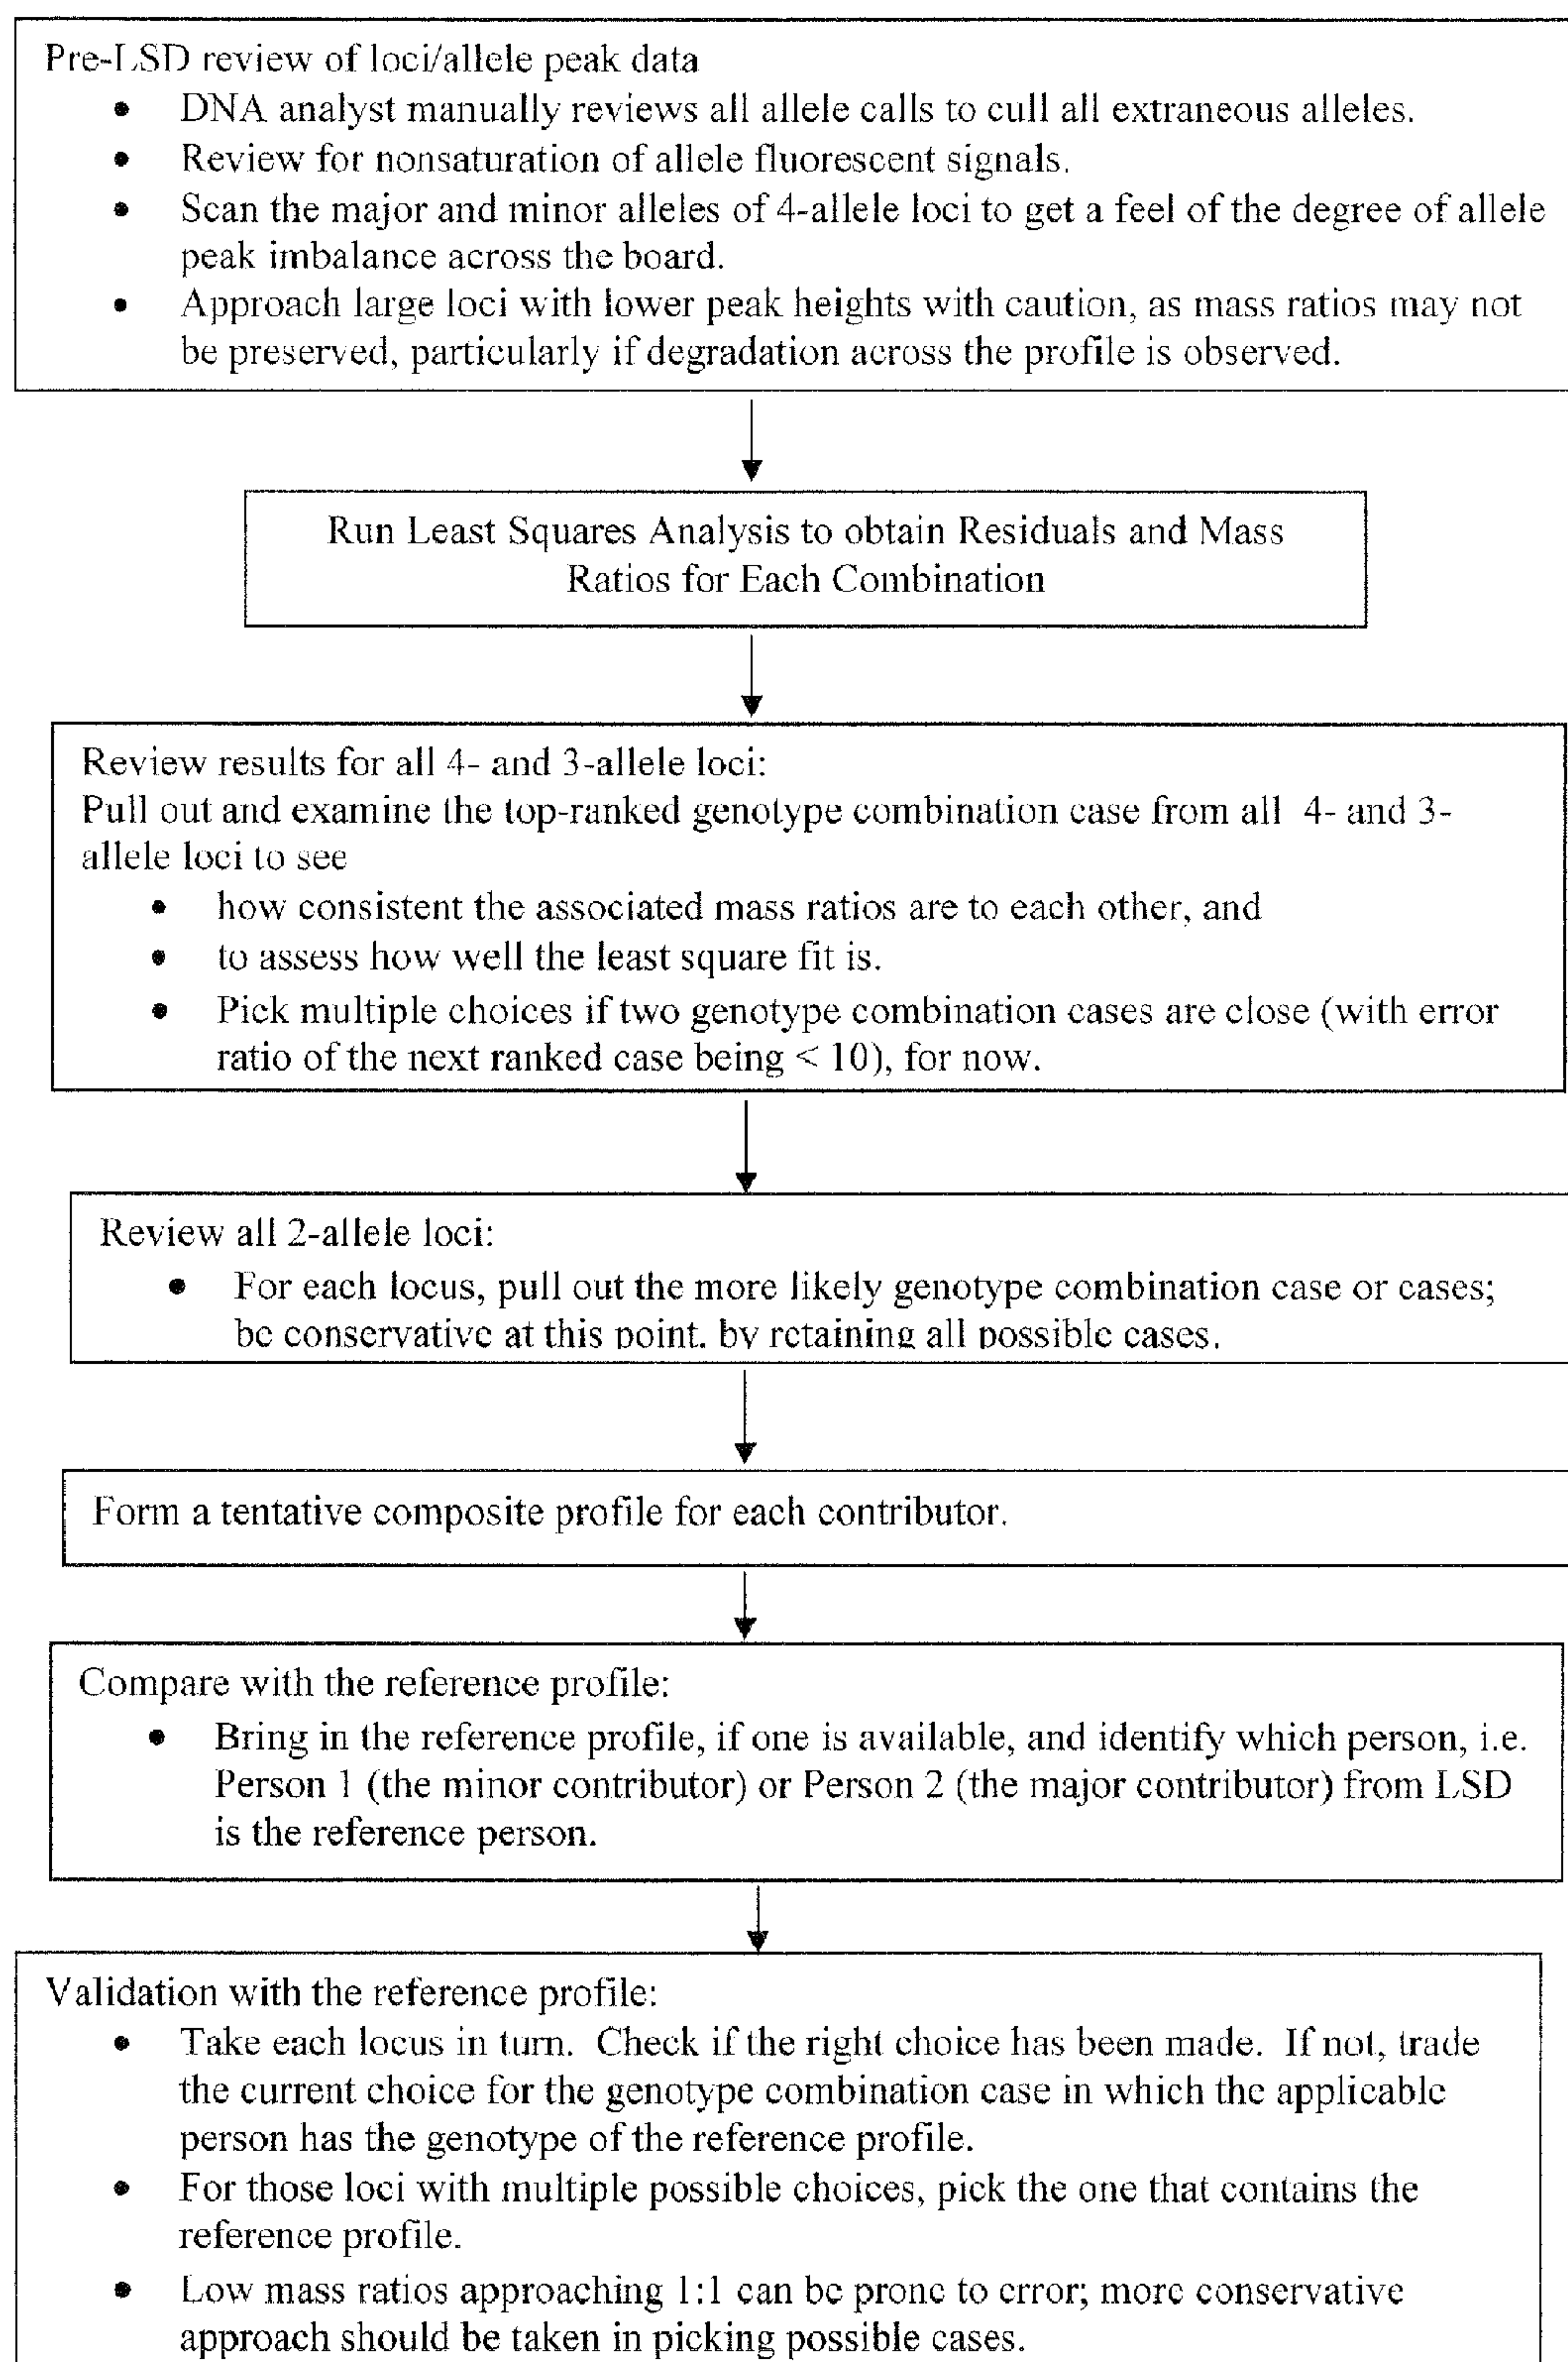 Pre-LSD review of loci/allele peak data
• DNA analyst manually reviews all allele calls to cull all extraneous alleles.
• Review for nonsaturation of allele fluorescent signals.
• Scan the major and minor alleles of 4-allele loci to get a feel of the degree of allele
peak imbalance across the board.
• Approach large loci with lower peak heights with caution, as mass ratios may not
be preserved, particularly if degradation across the profile is observed.
Run Least Squares Analysis to obtain Residuals and Mass
Ratios for Each Combination
Review results for all 4- and 3-allele loci:
Pull out and examine the top-ranked genotype combination case from all 4- and 3-
allele loci to see
• how consistent the associated mass ratios are to each other, and
• to assess how well the least square fit is.
• Pick multiple choices if two genotype combination cases are close (with error
ratio of the next ranked case being < 10), for now.
Review all 2-allele loci:
• For each locus, pull out the more likely genotype combination case or cases;
be conservative at this point, by retaining all possible cases.
Form a tentative composite profile for each contributor.
Compare with the reference profile:
• Bring in the reference profile, if one is available, and identify which person, i.e.
Person 1 (the minor contributor) or Person 2 (the major contributor) from LSD
is the reference person.
Validation with the reference profile:
• Take each locus in turn. Check if the right choice has been made. If not, trade
the current choice for the genotype combination case in which the applicable
person has the genotype of the reference profile.
• For those loci with multiple possible choices, pick the one that contains the
reference profile.
• Low mass ratios approaching 1:1 can be prone to error; more conservative
approach should be taken in picking possible cases.